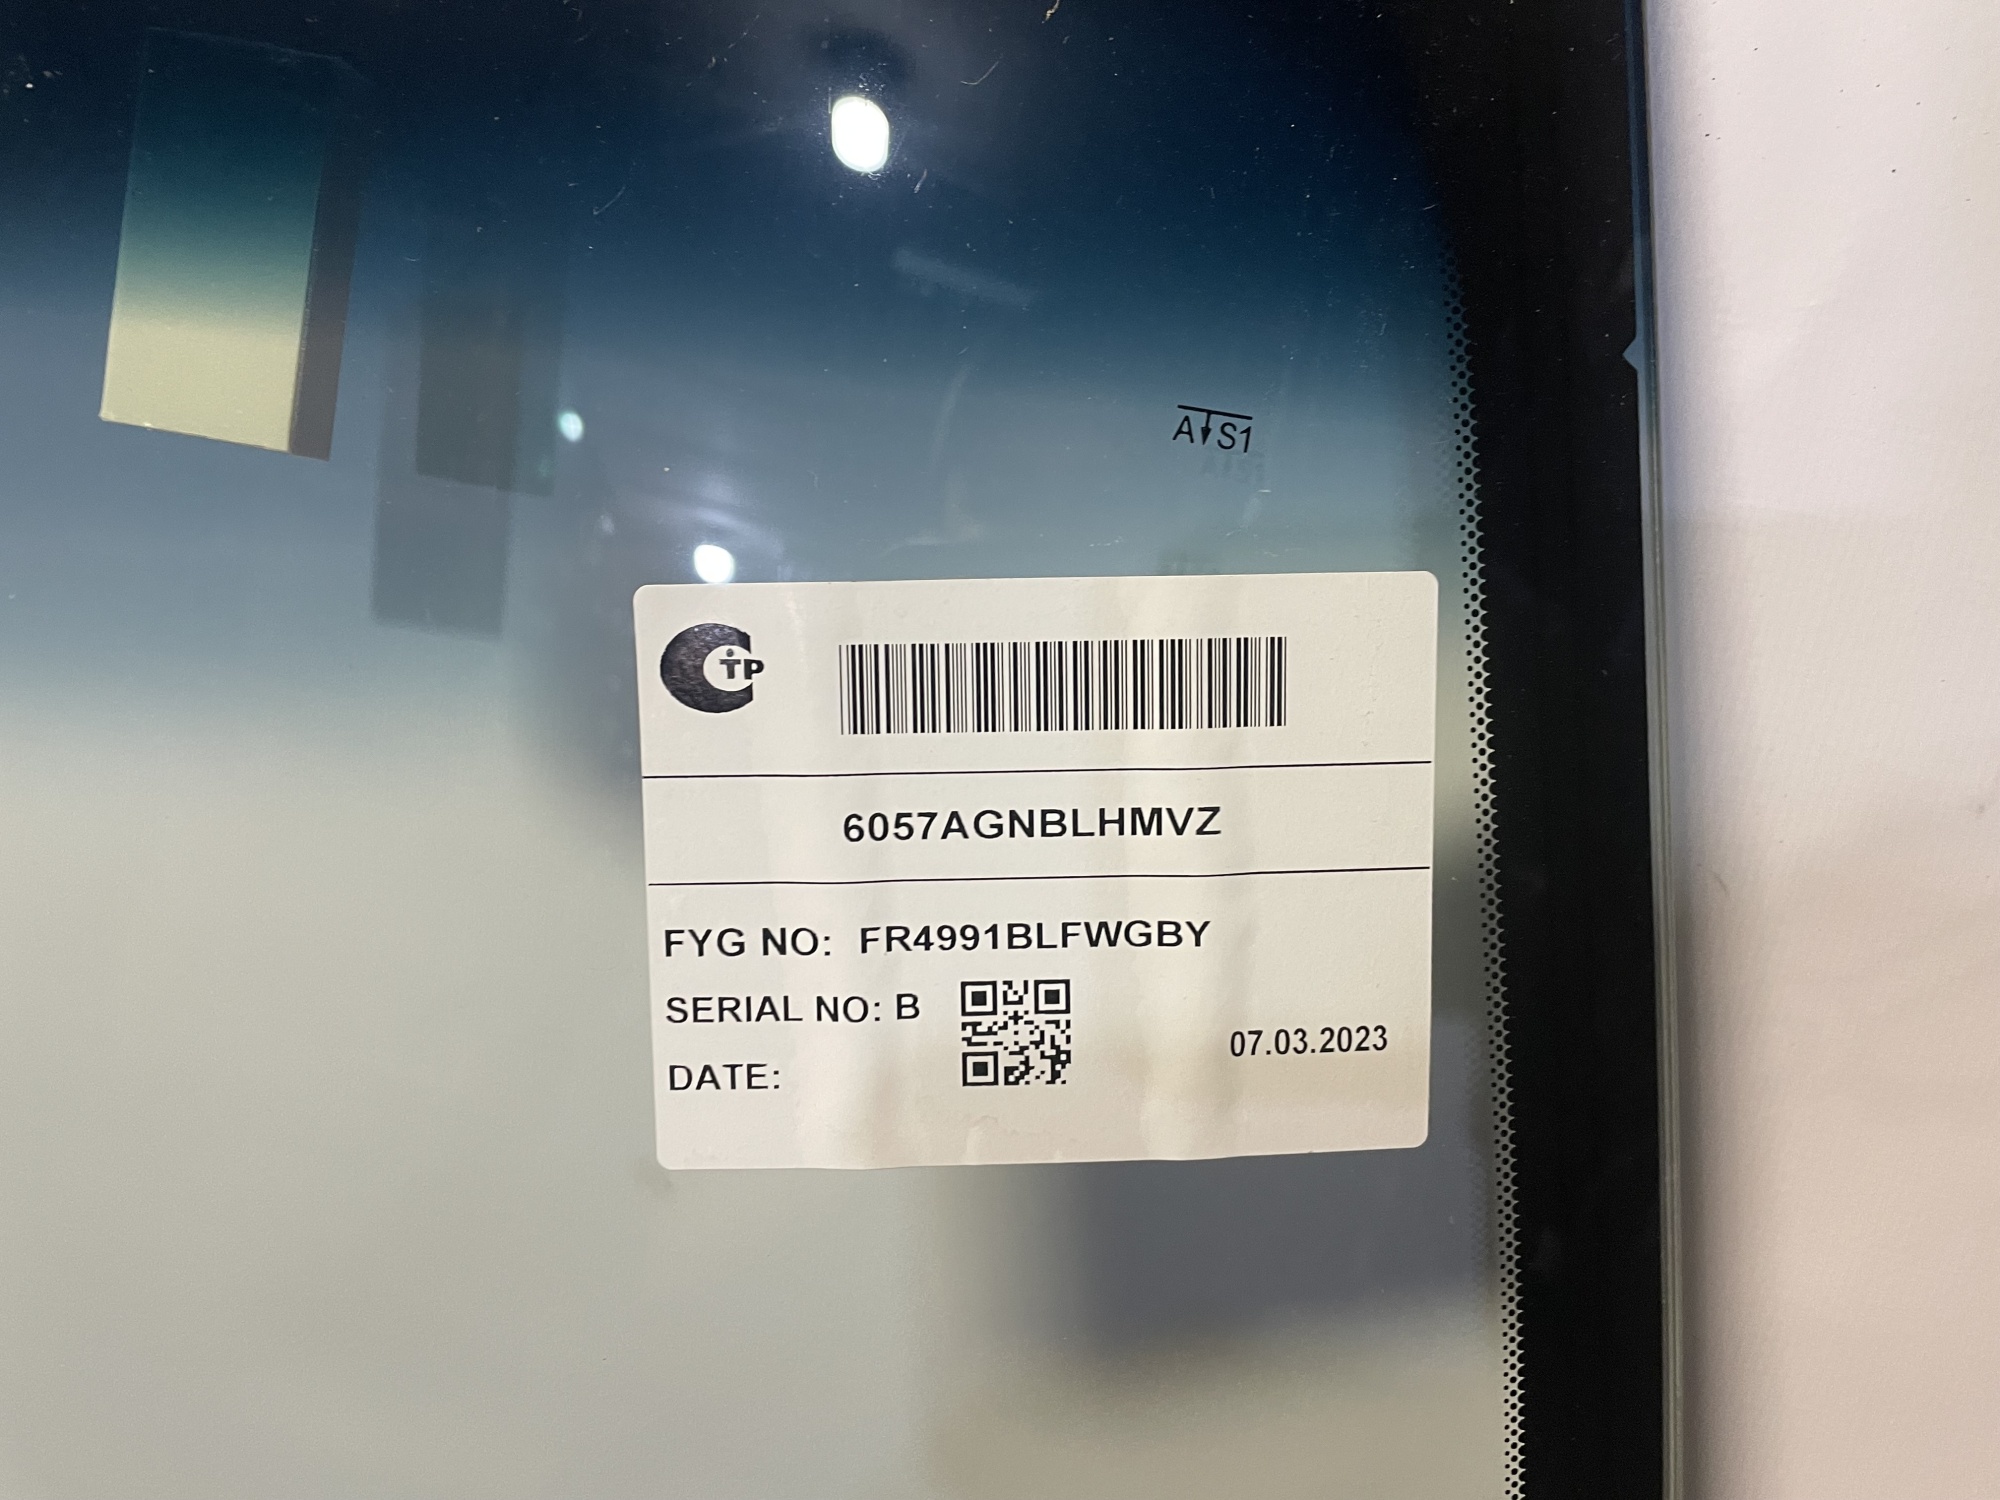 A S1
TP
6057AGNBLHMVZ
FYG NO: FR4991BLFWGBY
SERIAL NO: B
07.03.2023
DATE: